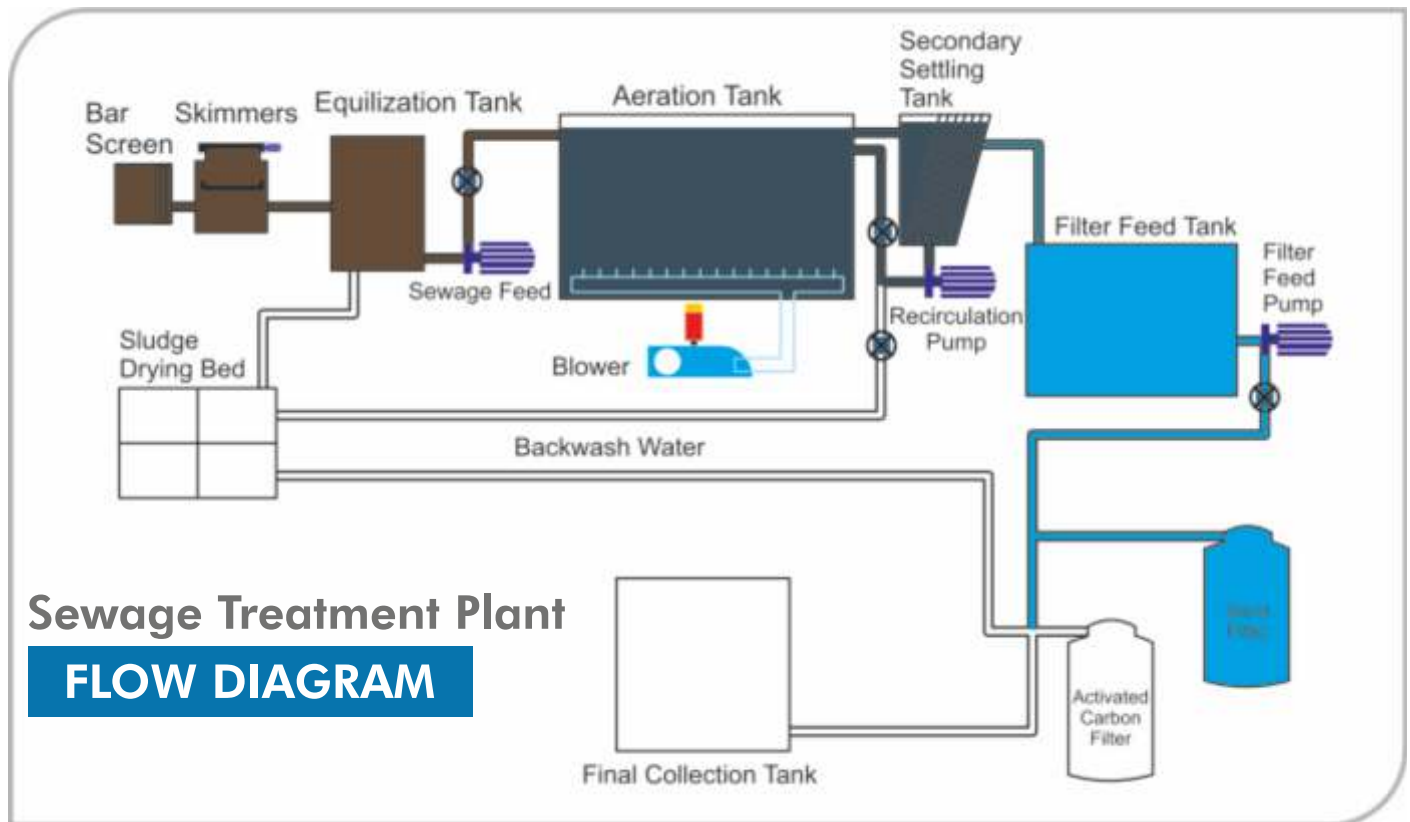 Bar
Screen
Skimmers
Equilization Tank
Aeration Tank
Secondary
Settling
Tank
Sewage Feed
Blower
Recirculation
Pump
Filter Feed Tank
Filter
Feed
Pump
Sludge
Drying Bed
Backwash Water
Sewage Treatment Plant
FLOW DIAGRAM
Final Collection Tank
Activated
Carbon
Filter